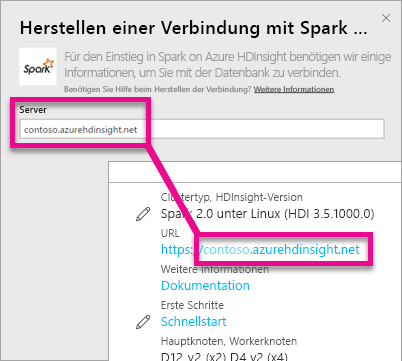 Herstellen einer Verbindung mit Spark ...
Spark
Für den Einstieg in Spark on Azure HDInsight benötigen wir einige
Informationen, um Sie mit der Datenbank zu verbinden.
Benötigen Sie Hilfe beim Herstellen der Verbindung? Weitere Informationen
Server
contoso.azurehdinsight.net
Clustertyp, HDInsight-Version
Spark 2.0 unter Linux (HDI 3.5.1000.0)
URL
https://contoso.azurehdinsight.net
Weitere Informationen
Dokumentation
Erste Schritte
Schnellstart
Hauptknoten, Workerknoten
D12 v2 (x2) D4 v2 (x4)